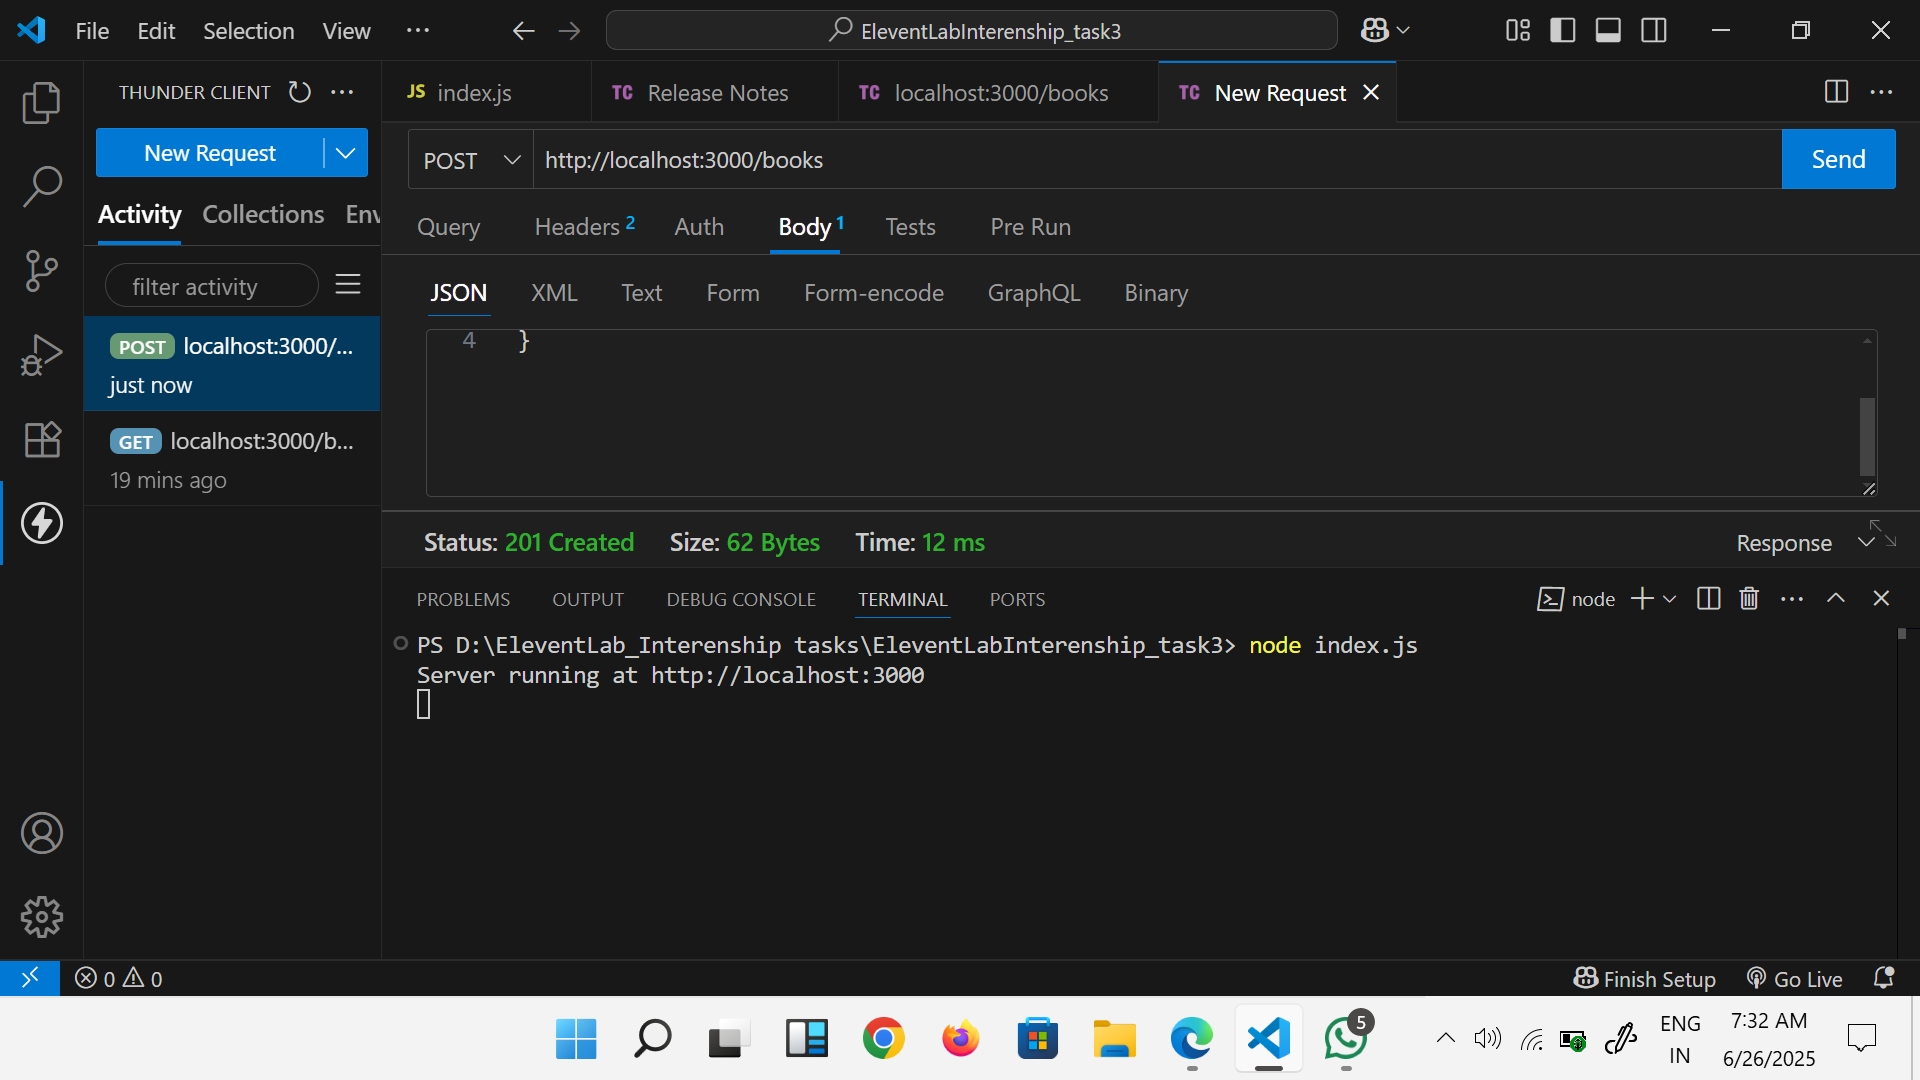 File Edit Selection View ··· EleventLabInterenship_task3
THUNDER CLIENT
New Request
Activity Collections Env
filter activity
POST localhost:3000/...
just now
GET localhost:3000/b...
19 mins ago
JS index.js TC Release Notes TC localhost:3000/books TC New Request
POST http://localhost:3000/books Send
Query Headers 2 Auth Body 1 Tests Pre Run
JSON XML Text Form Form-encode GraphQL Binary
4 }
Status: 201 Created Size: 62 Bytes Time: 12 ms Response
PROBLEMS OUTPUT DEBUG CONSOLE TERMINAL PORTS node
PS D:\EleventLab_Interenship tasks\EleventLabInterenship_task3> node index.js
Server running at http://localhost:3000
0 0 Finish Setup Go Live
5
ENG
IN
7:32 AM
6/26/2025